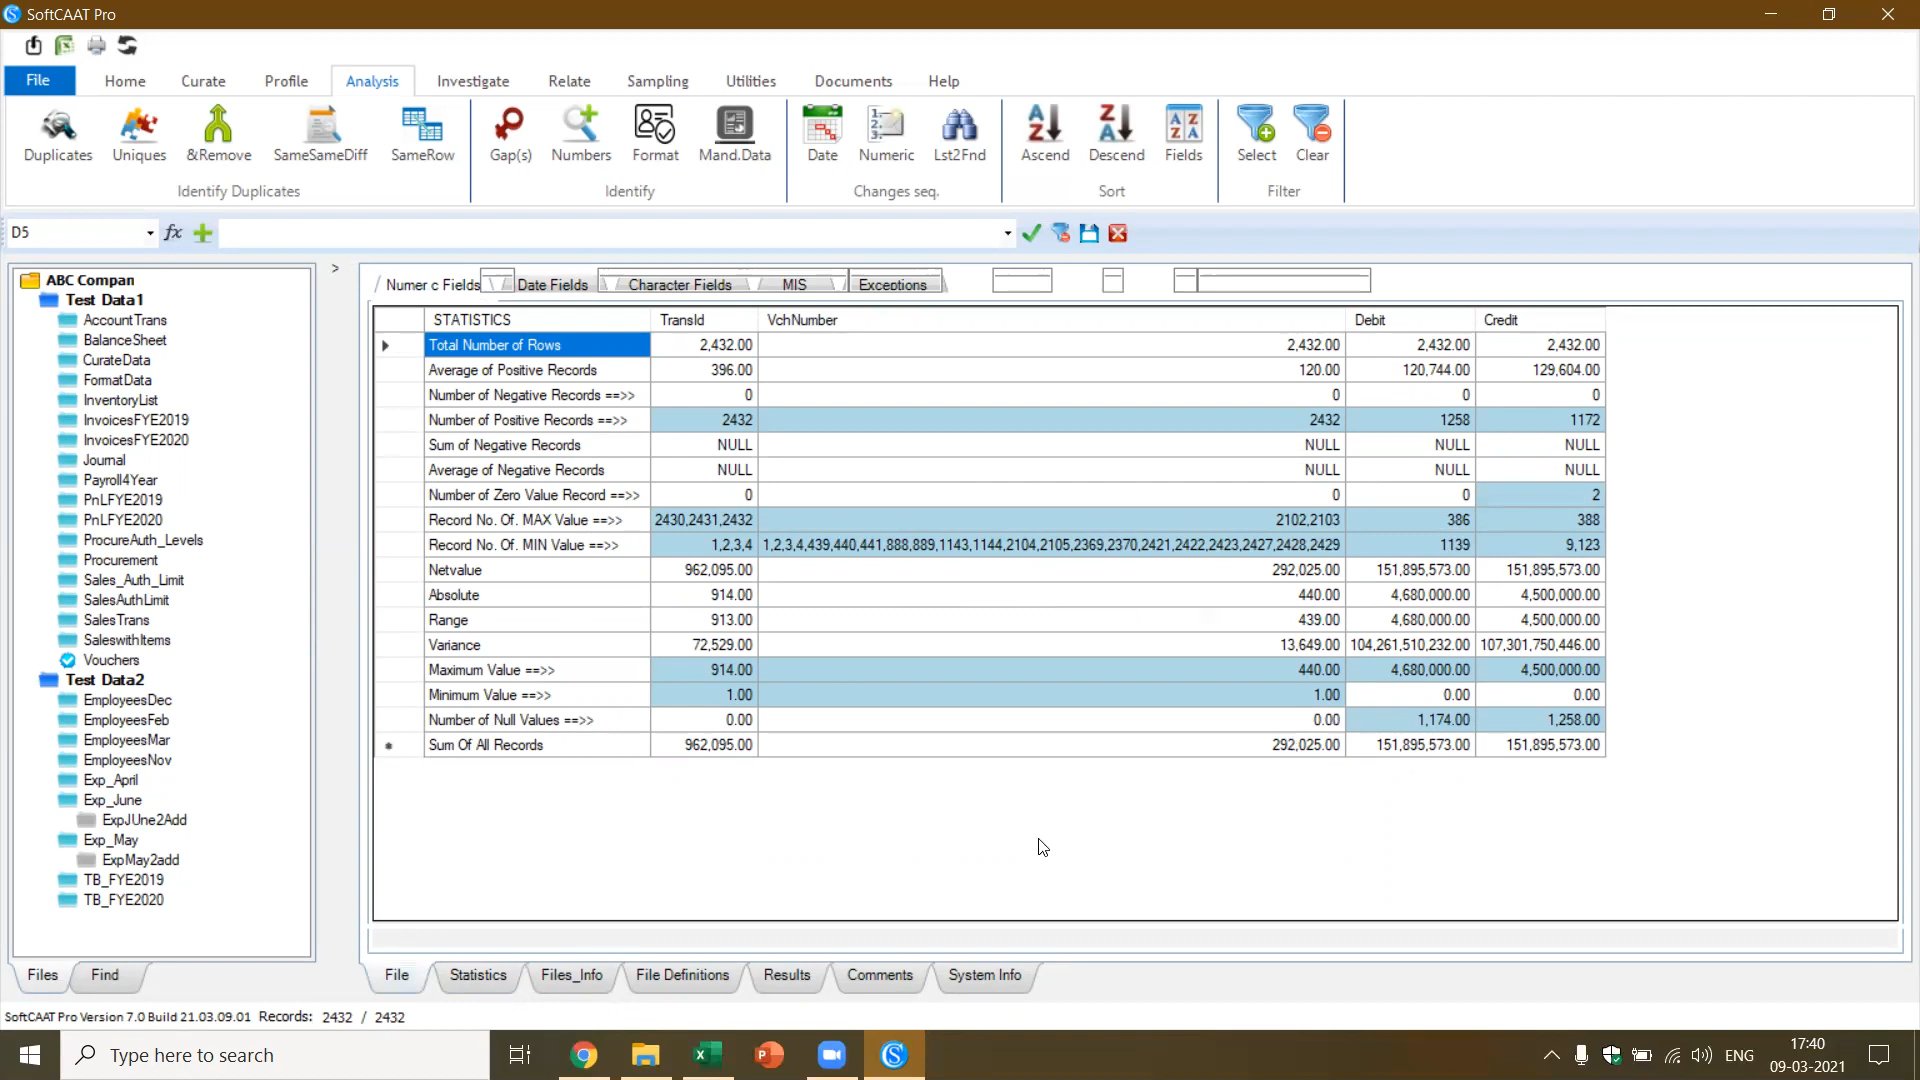 SoftCAAT Pro
File Home Curate Profile Analysis Investigate Relate Sampling Utilities Documents Help
Duplicates Uniques &Remove SameSameDiff SameRow Gap(s) Numbers Format Mand.Data Date Numeric Lst2Fnd Ascend Descend Fields Select Clear
Identify Duplicates Identify Changes seq. Sort Filter
D5 fx
ABC Compan
Test Data1
AccountTrans
BalanceSheet
CurateData
FormatData
InventoryList
InvoicesFYE2019
InvoicesFYE2020
Journal
Payroll4Year
PnLFYE2019
PnLFYE2020
ProcureAuth_Levels
Procurement
Sales_Auth_Limit
SalesAuthLimit
SalesTrans
SaleswithItems
Vouchers
Test Data2
EmployeesDec
EmployeesFeb
EmployeesMar
EmployeesNov
Exp_April
Exp_June
ExpJUne2Add
Exp_May
ExpMay2add
TB_FYE2019
TB_FYE2020
Files Find
>
Numer c Fields Date Fields Character Fields MIS Exceptions
STATISTICS TransId VchNumber Debit Credit
Total Number of Rows 2,432.00 2,432.00 2,432.00 2,432.00
Average of Positive Records 396.00 120.00 120,744.00 129,604.00
Number of Negative Records ==>> 0 0 0 0
Number of Positive Records ==>> 2432 2432 1258 1172
Sum of Negative Records NULL NULL NULL NULL
Average of Negative Records NULL NULL NULL NULL
Number of Zero Value Record ==>> 0 0 0 2
Record No. Of. MAX Value ==>> 2430,2431,2432 2102,2103 386 388
Record No. Of. MIN Value ==>> 1,2,3,4 1,2,3,4,439,440,441,888,889,1143,1144,2104,2105,2369,2370,2421,2422,2423,2427,2428,2429 1139 9,123
Netvalue 962,095.00 292,025.00 151,895,573.00 151,895,573.00
Absolute 914.00 440.00 4,680,000.00 4,500,000.00
Range 913.00 439.00 4,680,000.00 4,500,000.00
Variance 72,529.00 13,649.00 104,261,510,232.00 107,301,750,446.00
Maximum Value ==>> 914.00 440.00 4,680,000.00 4,500,000.00
Minimum Value ==>> 1.00 1.00 0.00 0.00
Number of Null Values ==>> 0.00 0.00 1,174.00 1,258.00
Sum Of All Records 962,095.00 292,025.00 151,895,573.00 151,895,573.00
File Statistics Files_Info File Definitions Results Comments System Info
SoftCAAT Pro Version 7.0 Build 21.03.09.01 Records: 2432 / 2432
Type here to search
ENG
17:40
09-03-2021